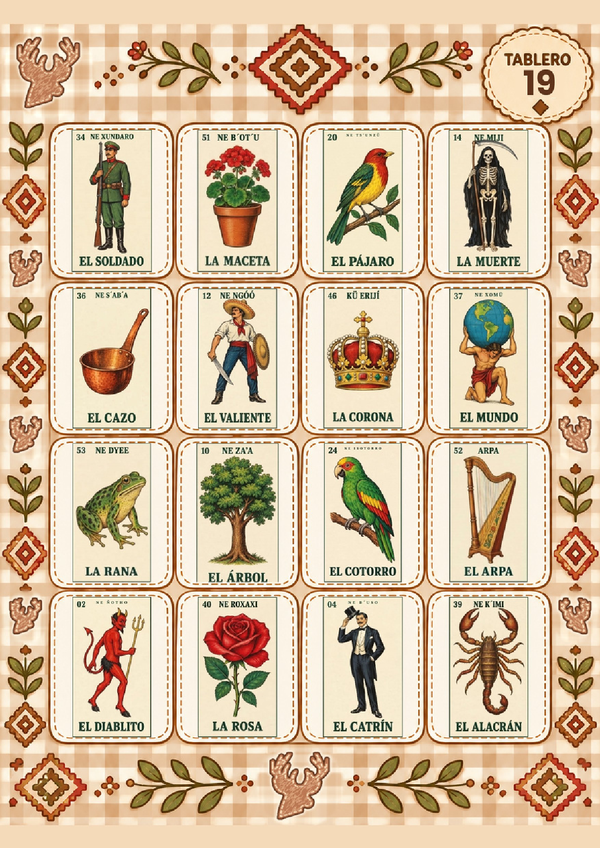 TABLERO
19
34 NE XUNDARO
EL SOLDADO
51 NE B´OT´U
LA MACETA
20
EL PÁJARO
14 NE MIJI
LA MUERTE
36 NE S´AB´A
EL CAZO
12 NE NGÓÓ
EL VALIENTE
46 KÜ ERIJÍ
LA CORONA
37 NE XOMÜ
EL MUNDO
53 NE DYEE
LA RANA
10 NE ZA'A
EL ÁRBOL
24
EL COTORRO
52 ARPA
EL ARPA
02
EL DIABLITO
40 NE ROXAXI
LA ROSA
04
EL CATRÍN
39 NE K´IMI
EL ALACRÁN